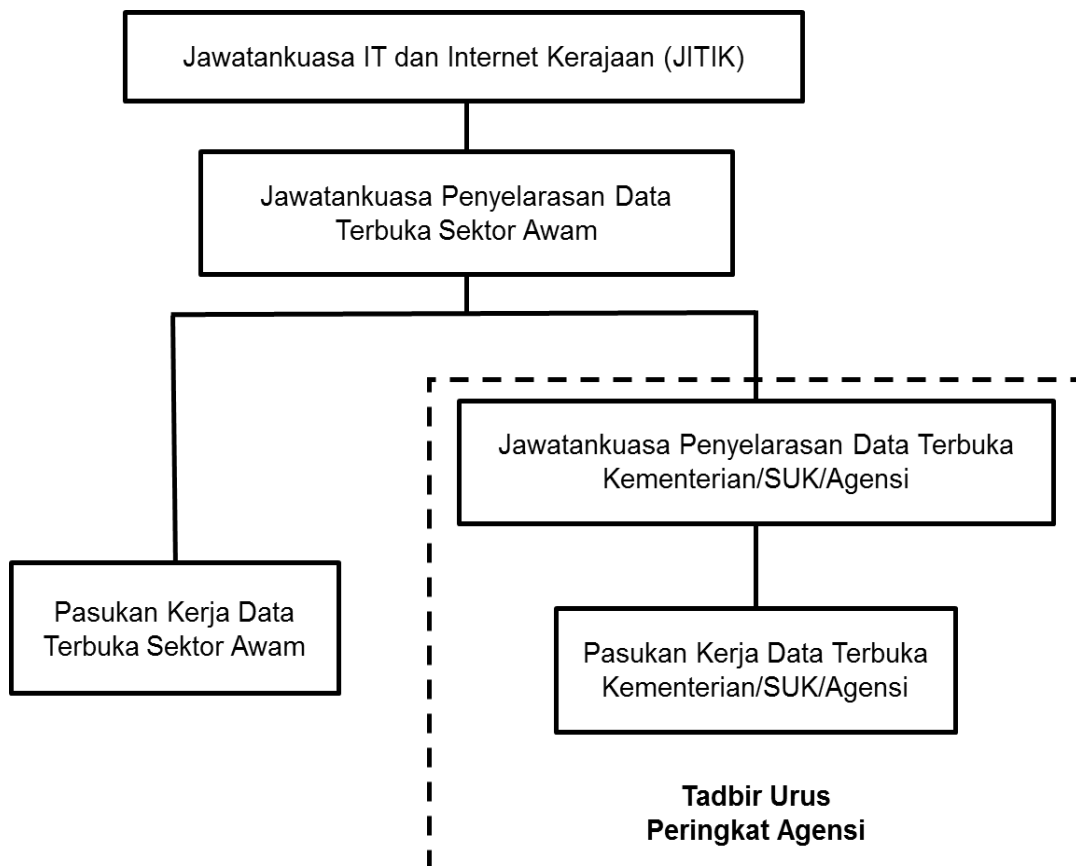 Jawatankuasa IT dan Internet Kerajaan (JITIK)
Jawatankuasa Penyelarasan Data
Terbuka Sektor Awam
Jawatankuasa Penyelarasan Data Terbuka
Kementerian/SUK/Agensi
Pasukan Kerja Data
Terbuka Sektor Awam
Pasukan Kerja Data Terbuka
Kementerian/SUK/Agensi
Tadbir Urus
Peringkat Agensi